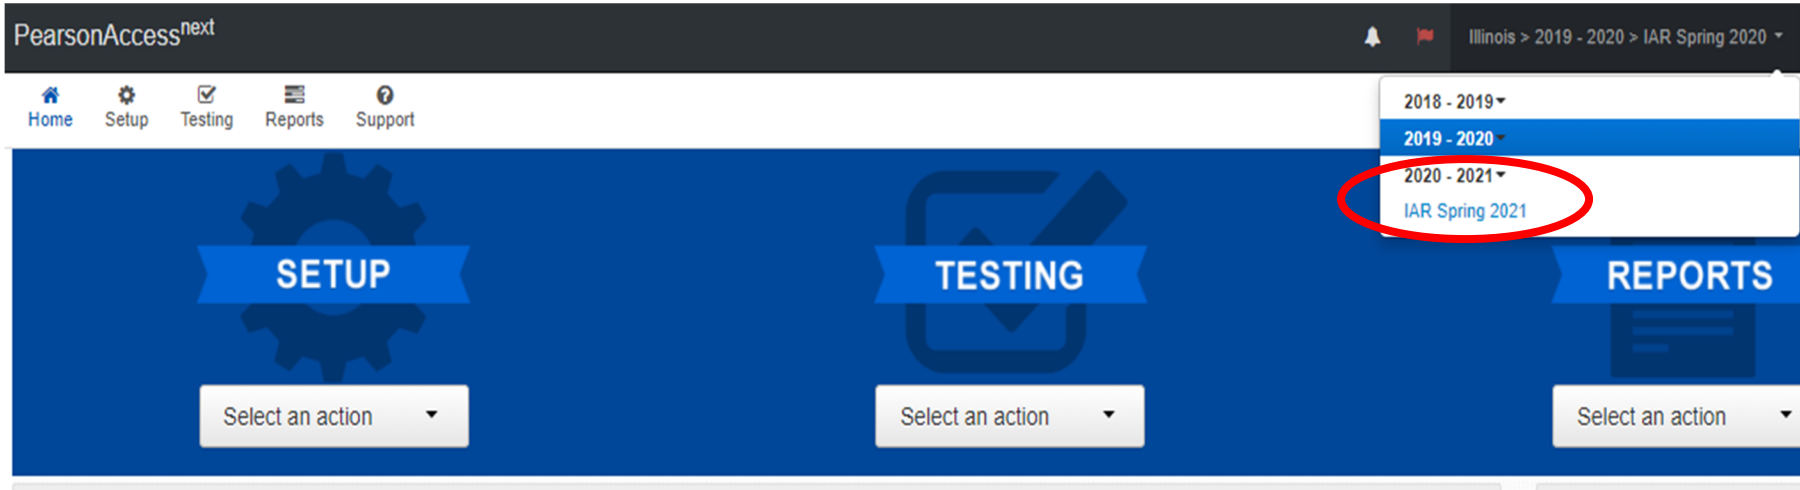 PearsonAccessnext
Illinois > 2019 - 2020 > IAR Spring 2020
Home Setup Testing Reports Support
2018 - 2019
2019 - 2020
2020 - 2021
IAR Spring 2021
SETUP
TESTING
REPORTS
Select an action
Select an action
Select an action